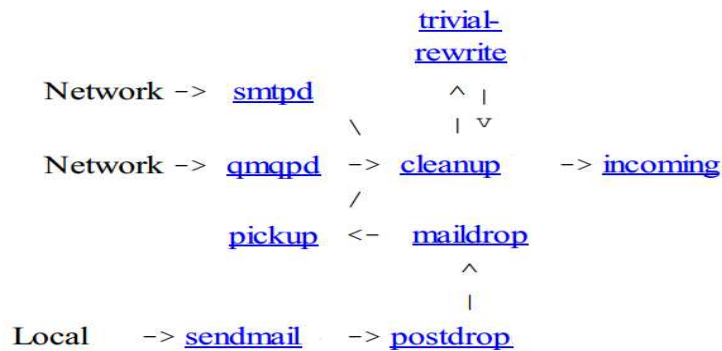 trivial-
rewrite
Network -> smtpd
^ |
\ | v
Network -> qmqpd -> cleanup -> incoming
/
pickup <- maildrop
^
|
Local -> sendmail -> postdrop